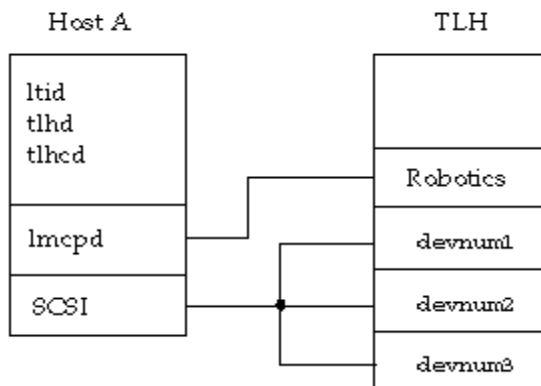 Host A
ltid
tlhd
tlhcd
lmcpd
SCSI
TLH
Robotics
devnum1
devnum2
devnum3